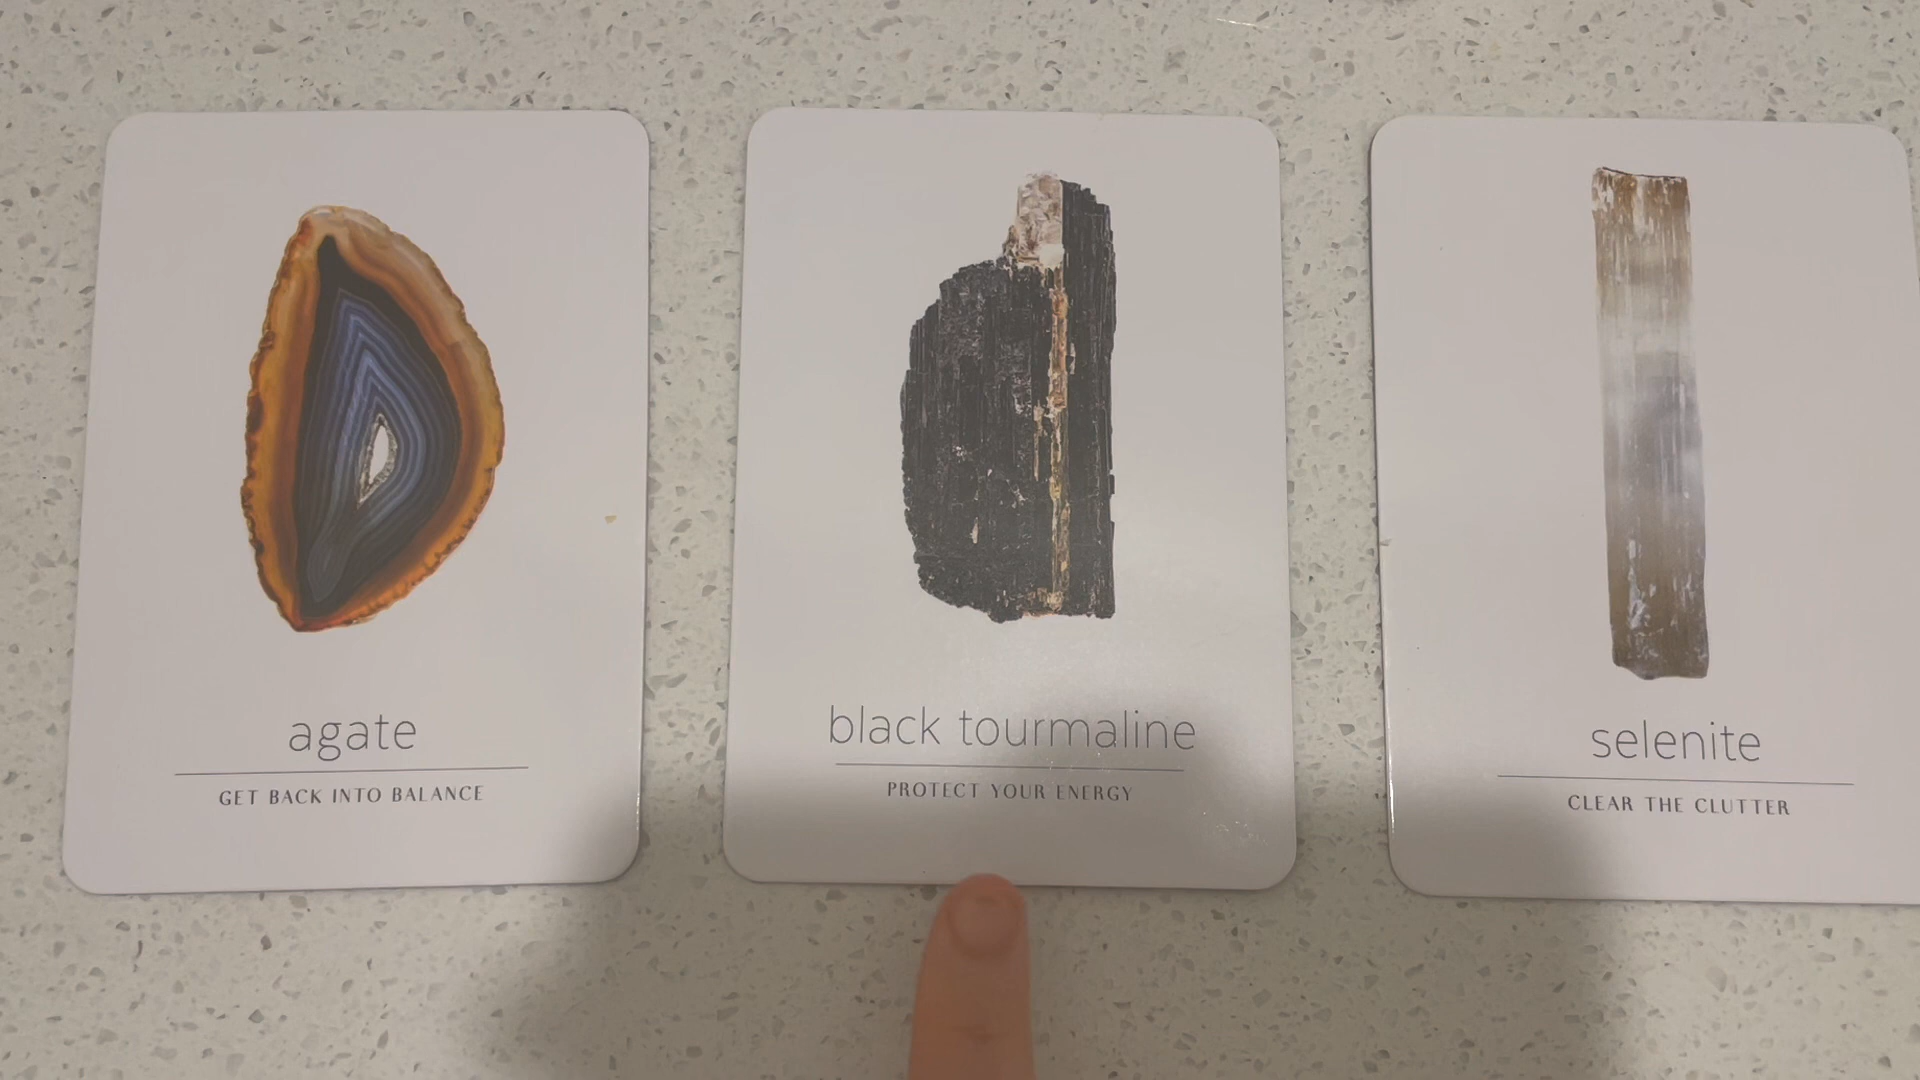 agate
GET BACK INTO BALANCE
black tourmaline
PROTECT YOUR ENERGY
selenite
CLEAR THE CLUTTER